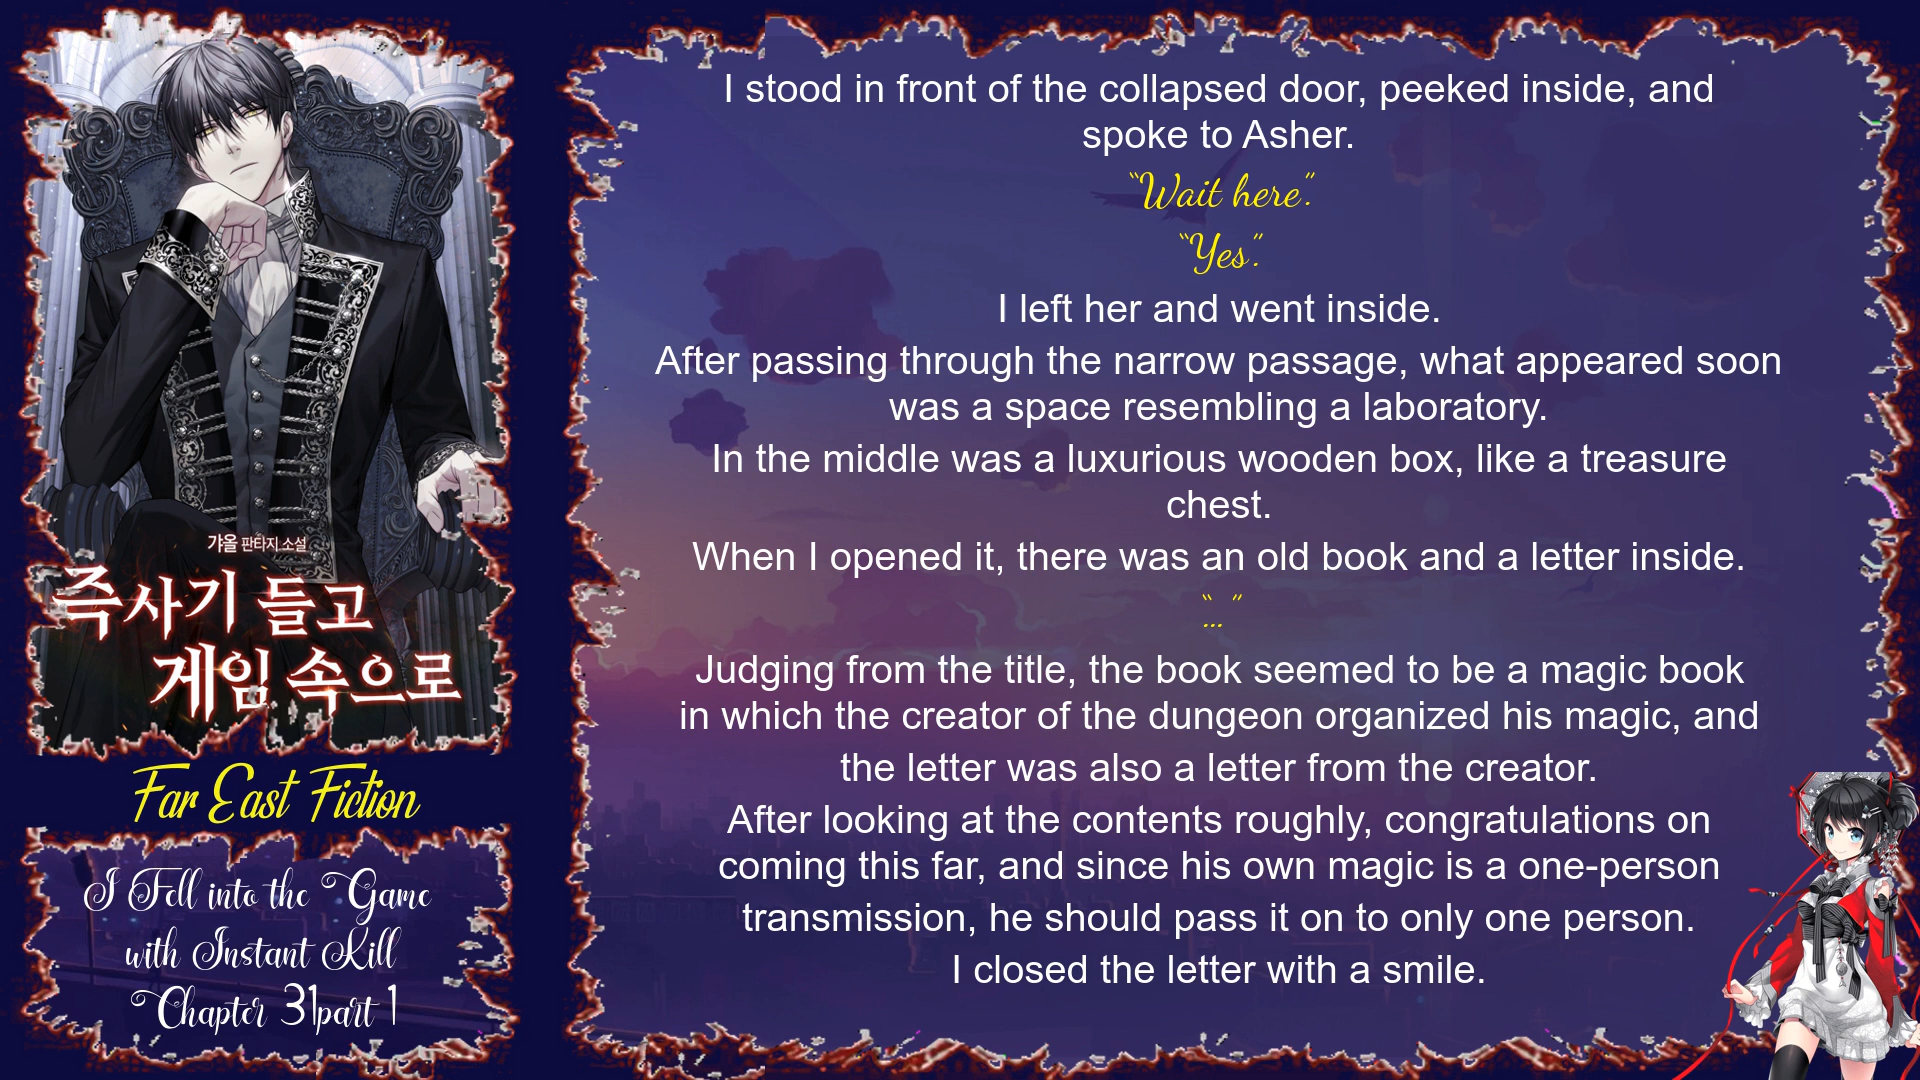 갸올 판타지 소설
즉사기 들고
게임 속으로
Far East Fiction
I Fell into the Game
with Instant Kill
Chapter 31part 1
I stood in front of the collapsed door, peeked inside, and
spoke to Asher.
“Wait here”.
“Yes”.
I left her and went inside.
After passing through the narrow passage, what appeared soon
was a space resembling a laboratory.
In the middle was a luxurious wooden box, like a treasure
chest.
When I opened it, there was an old book and a letter inside.
“…”
Judging from the title, the book seemed to be a magic book
in which the creator of the dungeon organized his magic, and
the letter was also a letter from the creator.
After looking at the contents roughly, congratulations on
coming this far, and since his own magic is a one-person
transmission, he should pass it on to only one person.
I closed the letter with a smile.